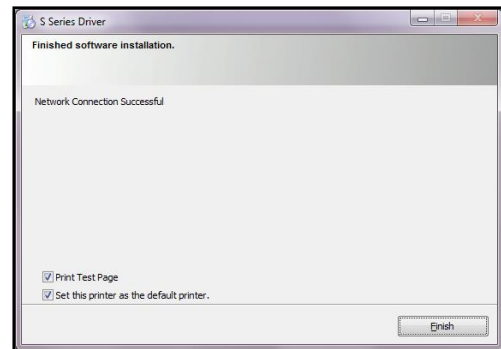 S Series Driver
Finished software installation.
Network Connection Successful
Print Test Page
Set this printer as the default printer.
Finish